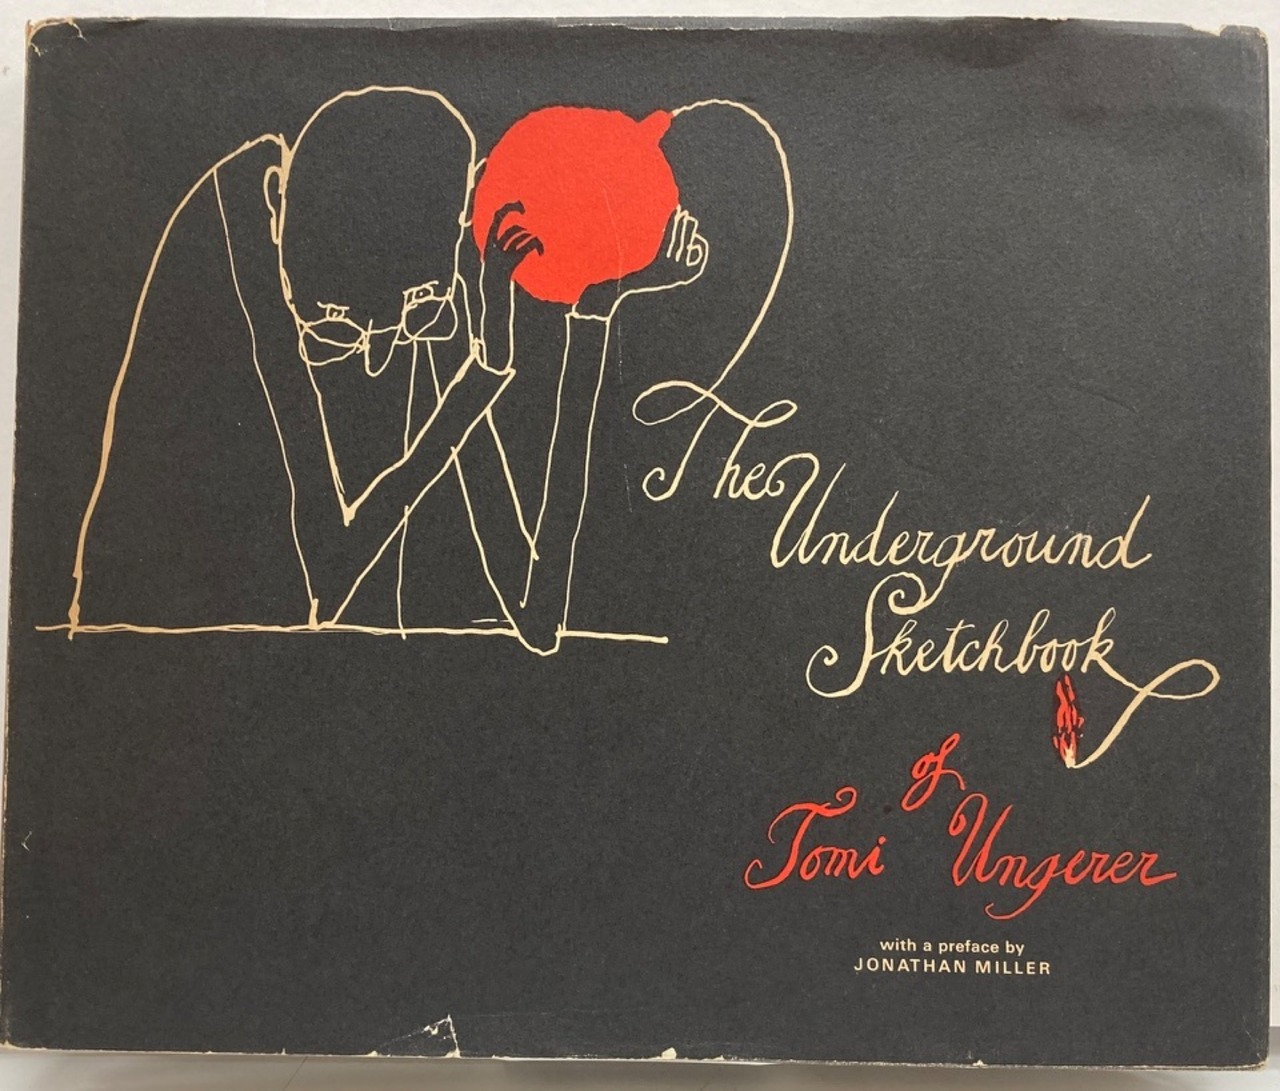 The
Underground
Sketchbook
of
Tomi Ungerer
with a preface by
JONATHAN MILLER